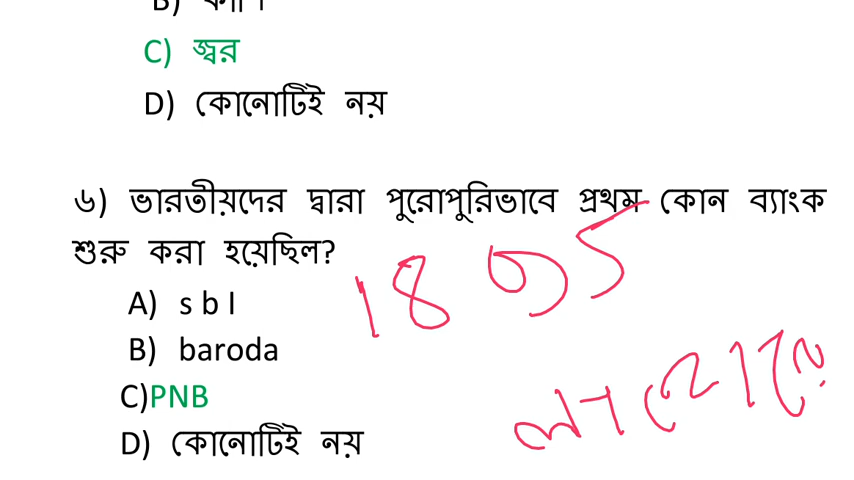 C) জ্বর
D) কোনোটিই নয়
৬) ভারতীয়দের দ্বারা পুরোপুরিভাবে প্রথম কোন ব্যাংক
শুরু করা হয়েছিল?
A) s b I
B) baroda
C)PNB
D) কোনোটিই নয়
লাহোরে